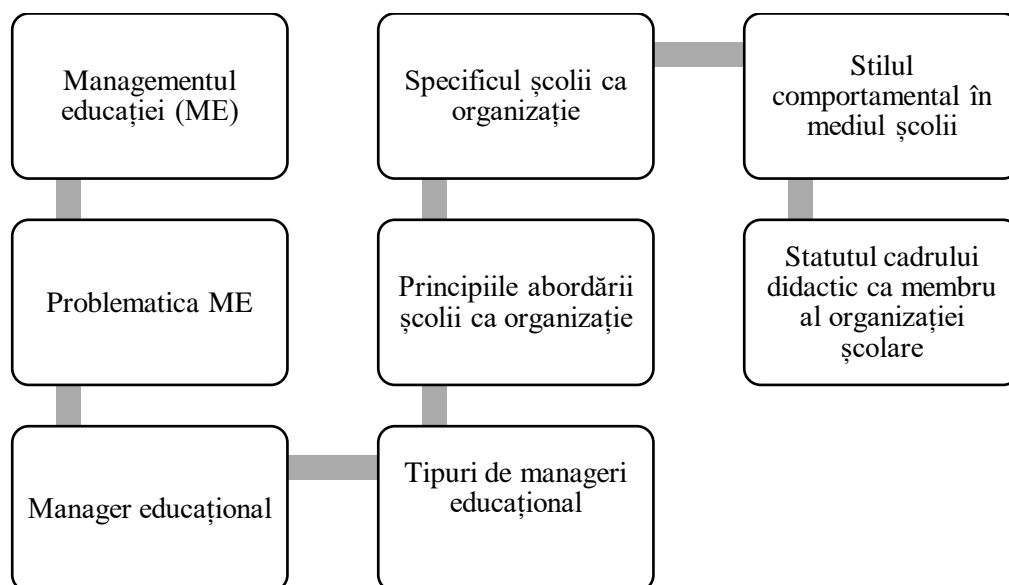 Managementul
educației (ME)
Problematica ME
Manager educațional
Tipuri de manageri
educațional
Principiile abordării
școlii ca organizație
Specificul școlii ca
organizație
Stilul
comportamental în
mediul școlii
Statutul cadrului
didactic ca membru
al organizației
școlare